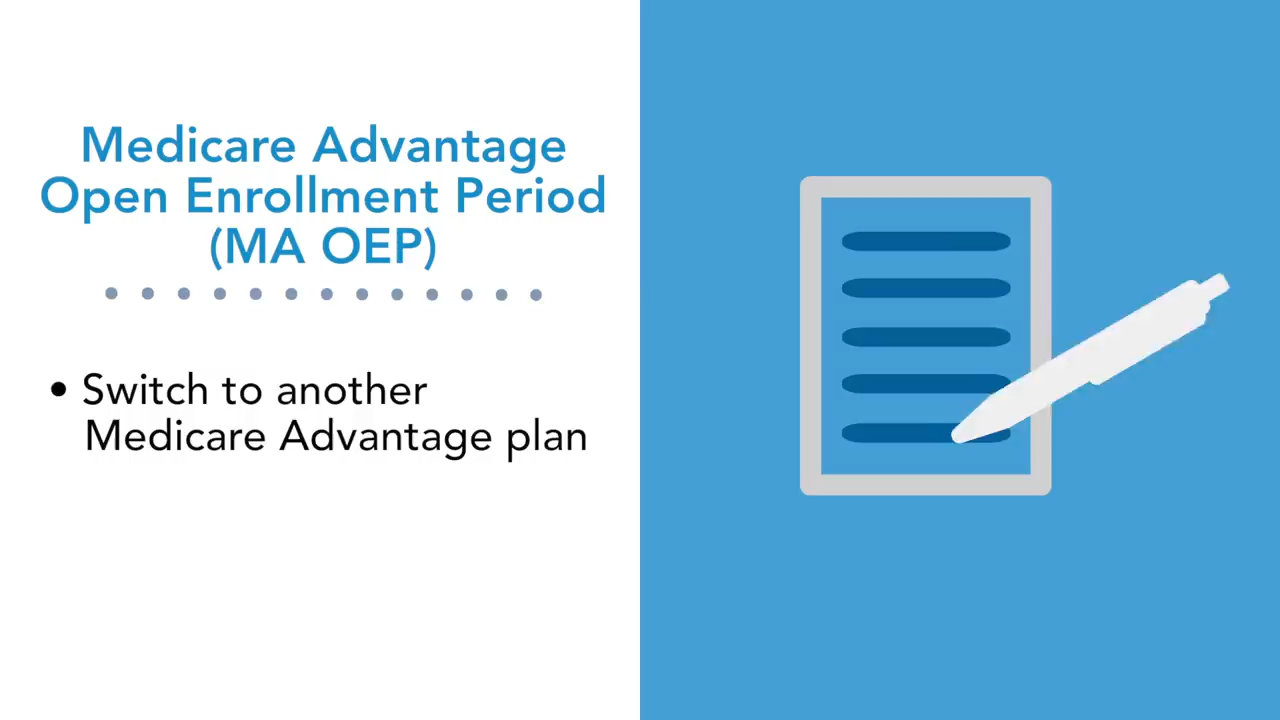 Medicare Advantage
Open Enrollment Period
(MA OEP)
• Switch to another
Medicare Advantage plan